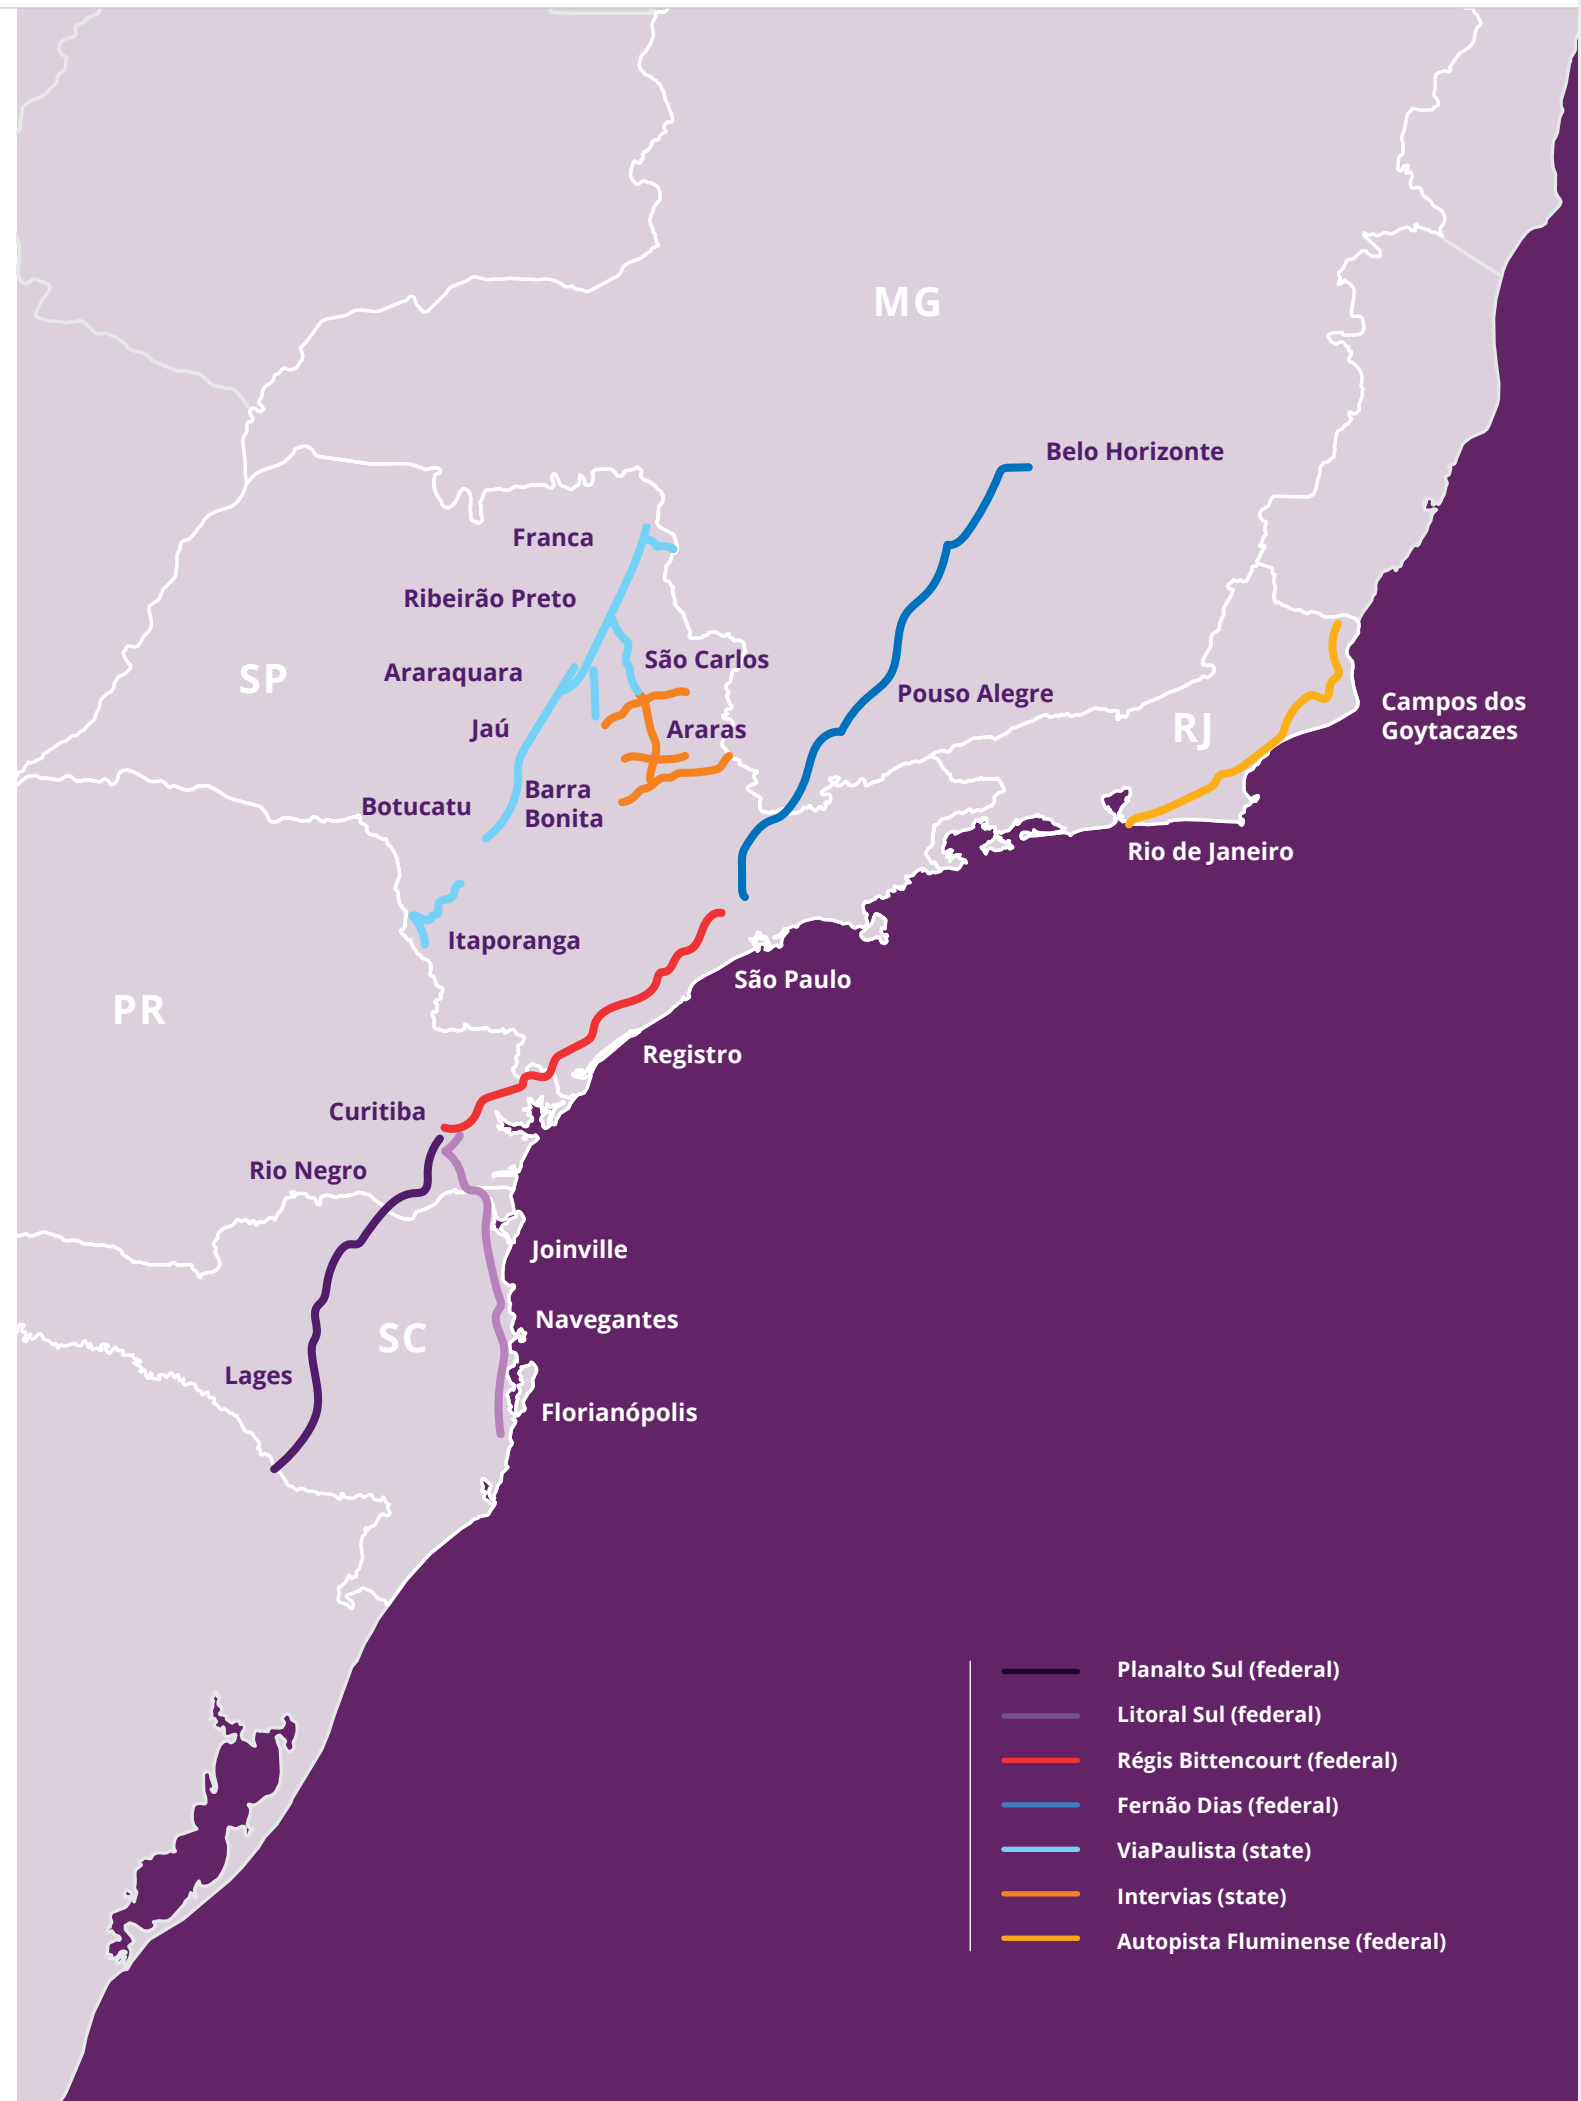 MG
Belo Horizonte
Franca
Ribeirão Preto
São Carlos
Araraquara
SP
Pouso Alegre
Campos dos
Goytacazes
Jaú
Araras
RJ
Barra
Bonita
Botucatu
Rio de Janeiro
Itaporanga
São Paulo
PR
Registro
Curitiba
Rio Negro
Joinville
Navegantes
SC
Lages
Florianópolis
Planalto Sul (federal)
Litoral Sul (federal)
Régis Bittencourt (federal)
Fernão Dias (federal)
ViaPaulista (state)
Intervias (state)
Autopista Fluminense (federal)